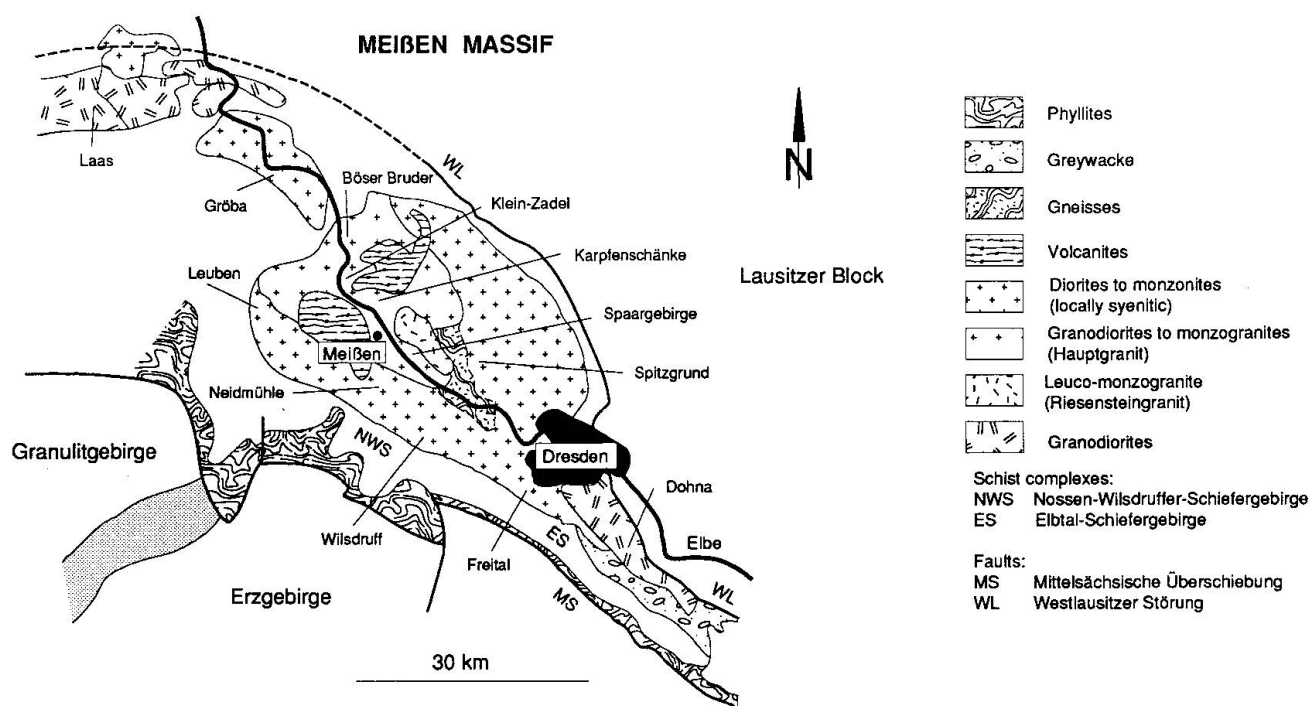 MEIßEN MASSIF
WL
N
Laas
Gröba
Böser Bruder
Klein-Zadel
Karpfenschänke
Lausitzer Block
Leuben
Spaargebirge
Meißen
Spitzgrund
Neidmühle
NWS
Granulitgebirge
Dresden
Dohna
Wilsdruff
Freital
ES
Elbe
Erzgebirge
MS
WL
30 km
Phyllites
Greywacke
Gneisses
Volcanites
Diorites to monzonites
(locally syenitic)
Granodiorites to monzogranites
(Hauptgranit)
Leuco-monzogranite
(Riesensteingranit)
Granodiorites
Schist complexes:
NWS Nossen-Wilsdruffer-Schiefergebirge
ES Elbtal-Schiefergebirge
Faults:
MS Mittelsächsische Überschiebung
WL Westlausitzer Störung